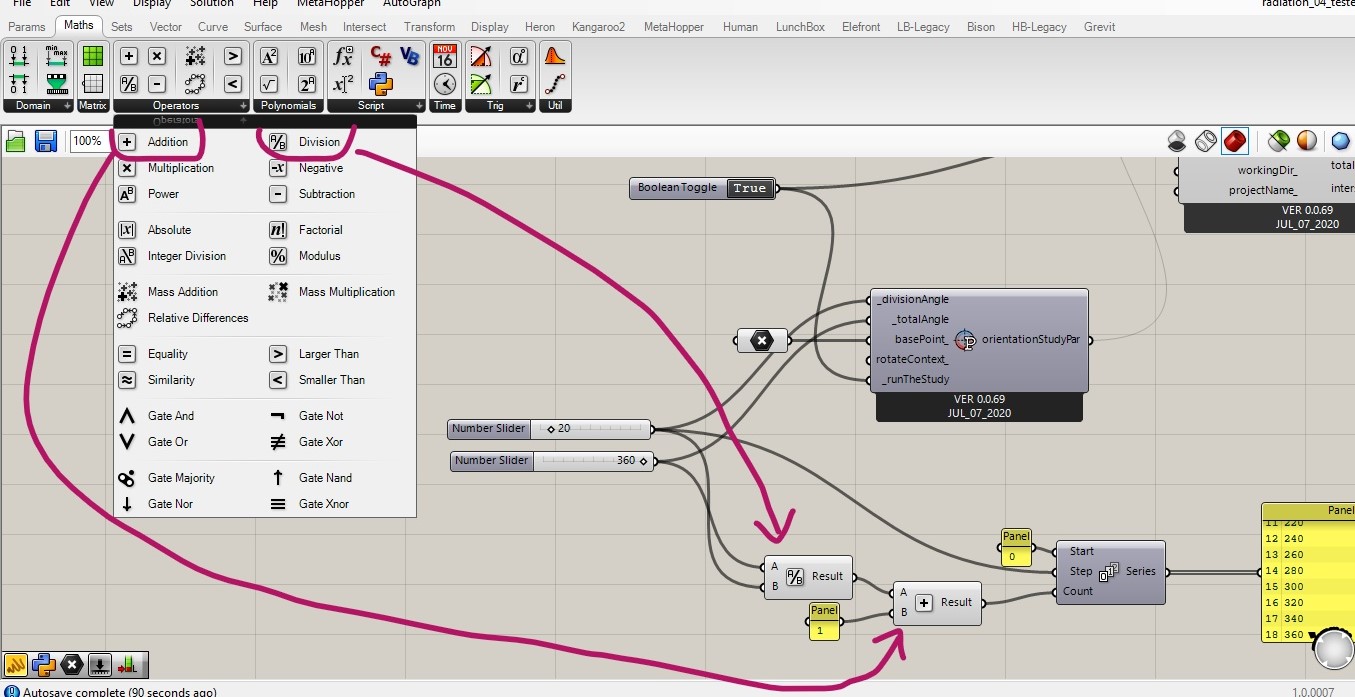 File Edit View Display Solution Help MetaHopper AutoGraph radiation_04_teste
Params Maths Sets Vector Curve Surface Mesh Intersect Transform Display Heron Kangaroo2 MetaHopper Human LunchBox Elefront LB-Legacy Bison HB-Legacy Grevit
Domain Matrix Operators Polynomials Script Time Trig Util
Operators
100%
Addition Division
Multiplication Negative
Power Subtraction
Absolute Factorial
Integer Division Modulus
Mass Addition Mass Multiplication
Relative Differences
Equality Larger Than
Similarity Smaller Than
Gate And Gate Not
Gate Or Gate Xor
Gate Majority Gate Nand
Gate Nor Gate Xnor
Boolean Toggle True
workingDir_ total
projectName_ inters
VER 0.0.69
JUL_07_2020
_divisionAngle
_totalAngle
basePoint_ orientationStudyPar
rotateContext_
_runTheStudy
VER 0.0.69
JUL_07_2020
Number Slider 20
Number Slider 360
A
B
Result
Panel
1
A
B
Result
Panel
0
Start
Step Series
Count
Panel
11 220
12 240
13 260
14 280
15 300
16 320
17 340
18 360
Autosave complete (90 seconds ago) 1.0.0007